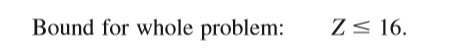 Bound for whole problem: Z ≤ 16.